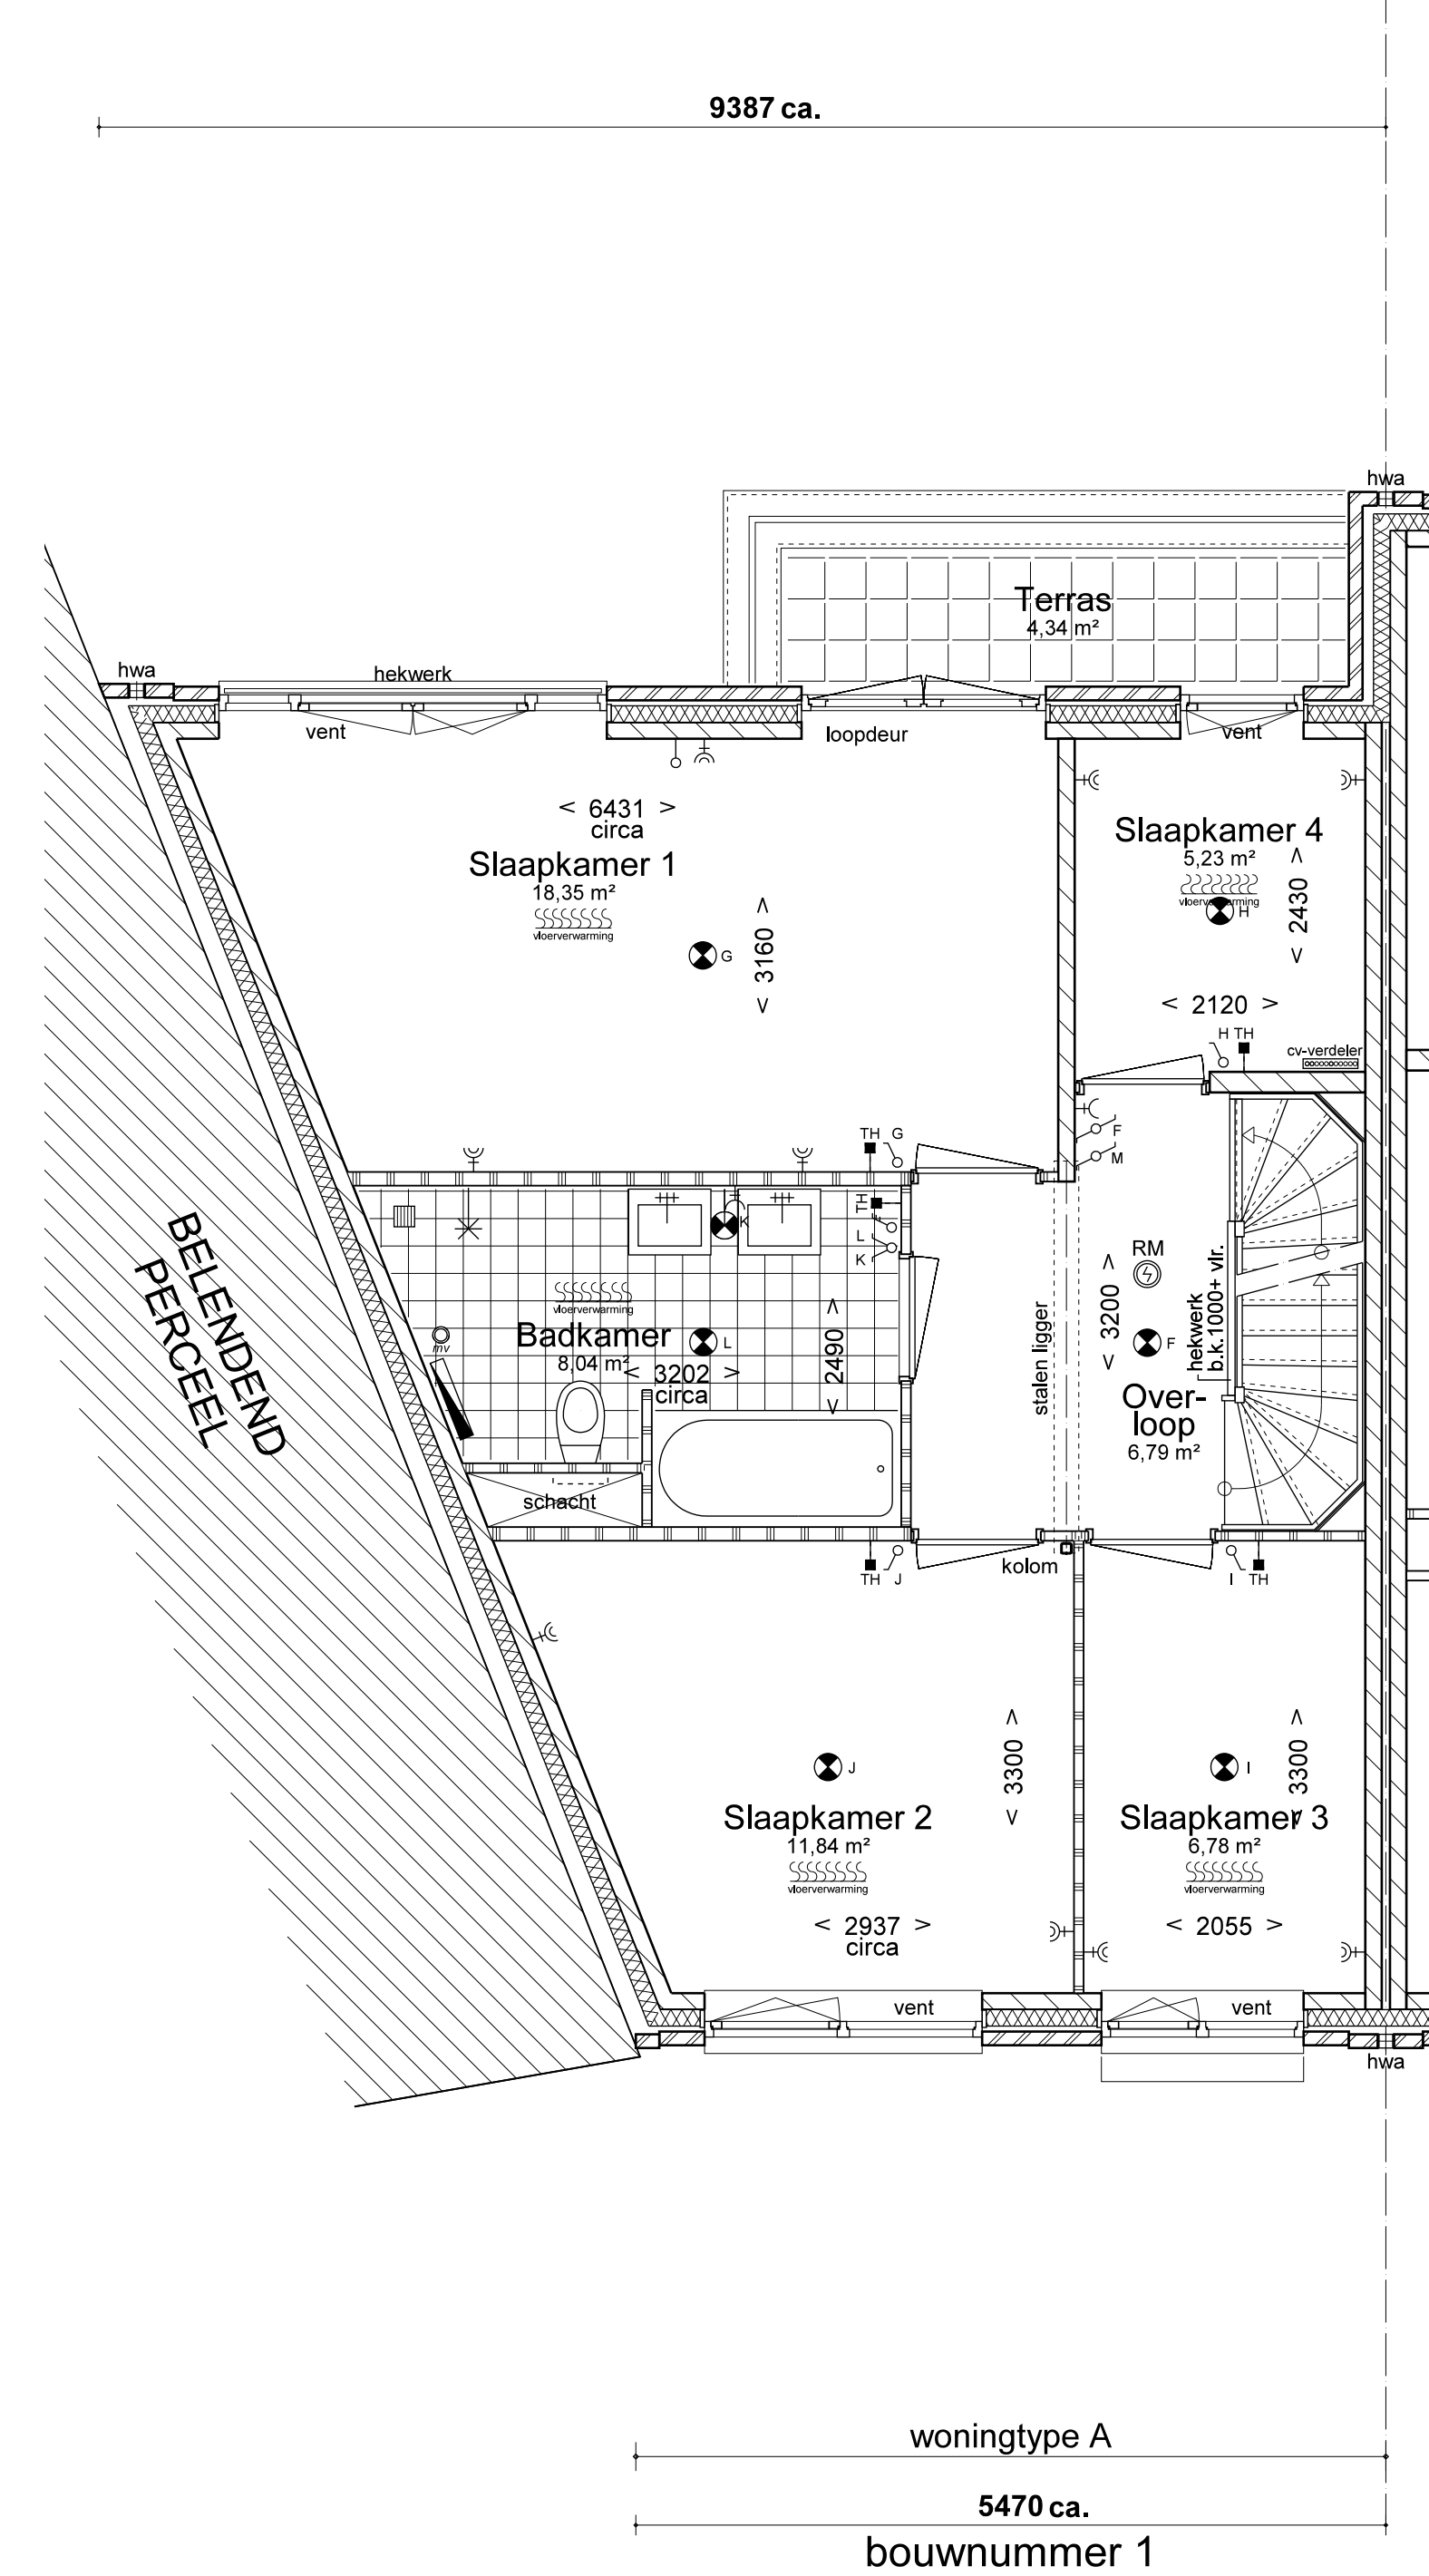 9387 ca.
hwa
Terras
4,34 m²
hwa
hekwerk
vent
loopdeur
vent
< 6431 >
circa
Slaapkamer 1
18,35 m²
vloerverwarming
G
< 3160 >
Slaapkamer 4
5,23 m²
vloerverwarming
H
< 2430 >
< 2120 >
H TH
cv-verdeler
TH G
F
M
TH
K
L
K
BELENDEND
PERCEEL
vloerverwarming
Badkamer
8,04 m²
L
mv
< 3202 >
circa
< 2490 >
schacht
stalen ligger
< 3200 >
RM
F
hekwerk
b.k.1000+ vlr.
Over-
loop
6,79 m²
TH J
kolom
I TH
J
< 3300 >
Slaapkamer 2
11,84 m²
vloerverwarming
< 2937 >
circa
I
< 3300 >
Slaapkamer 3
6,78 m²
vloerverwarming
< 2055 >
vent
vent
hwa
woningtype A
5470 ca.
bouwnummer 1